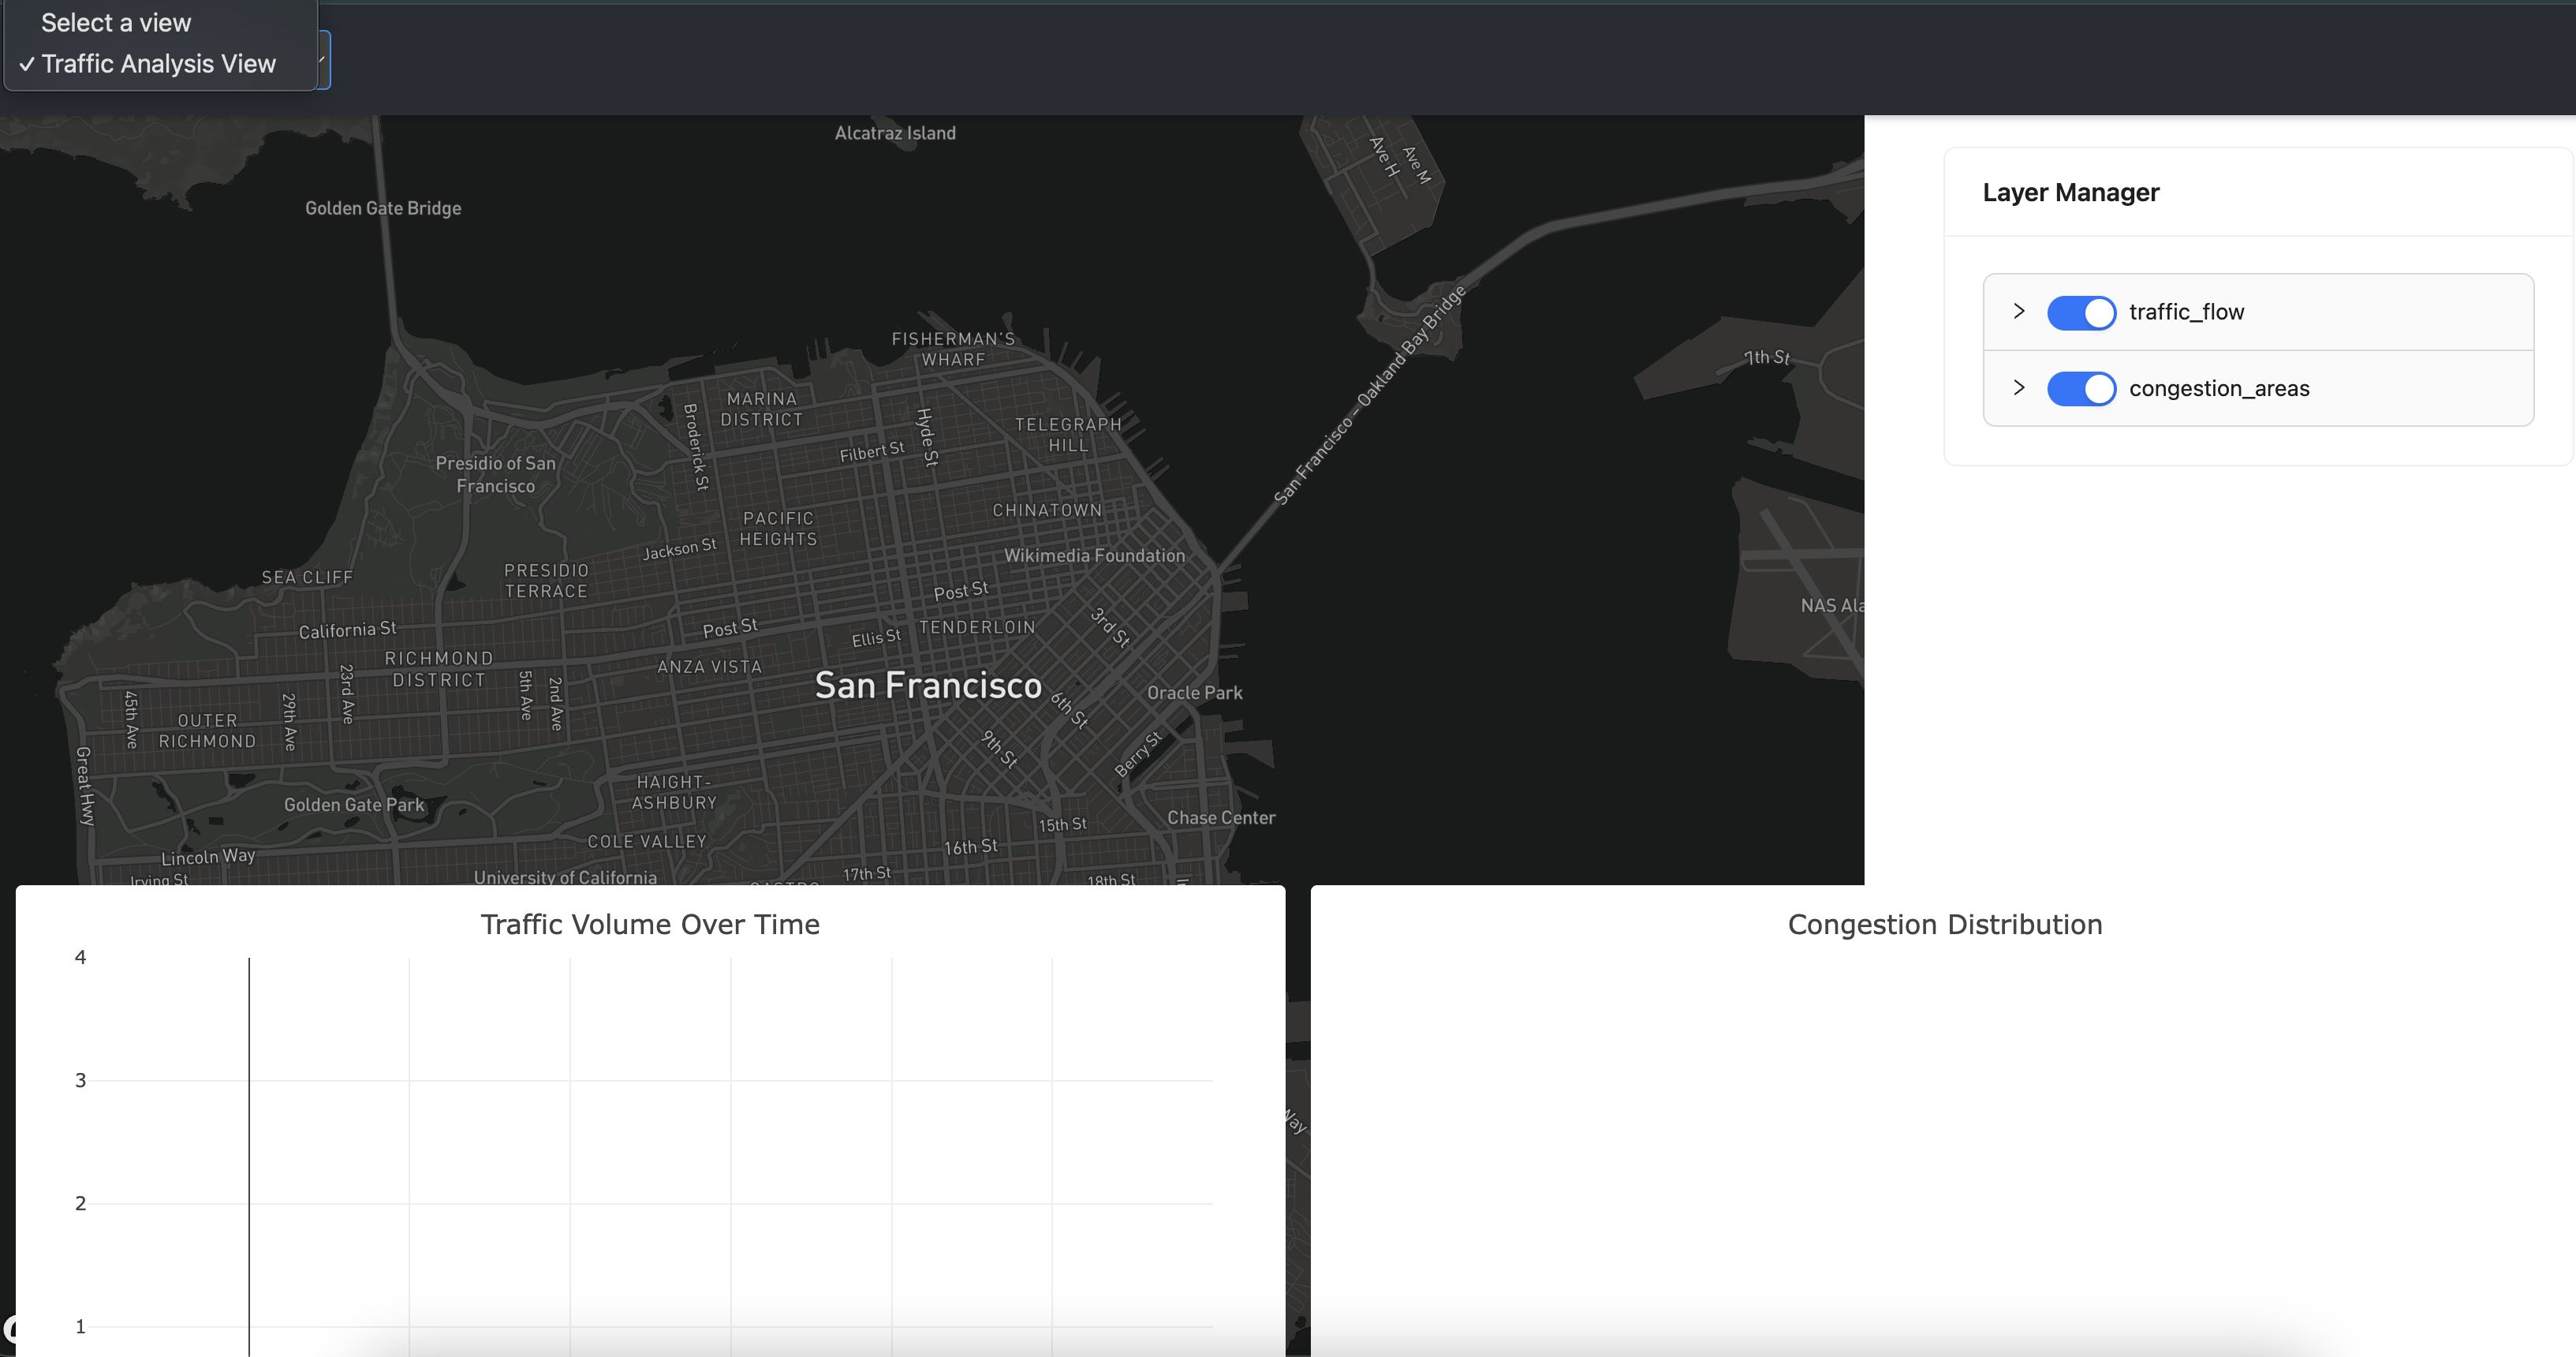 Select a view
✓ Traffic Analysis View
Alcatraz Island
Ave H
Ave M
Golden Gate Bridge
Layer Manager
traffic_flow
congestion_areas
San Francisco – Oakland Bay Bridge
FISHERMAN'S
WHARF
7th St
MARINA
DISTRICT
Broderick St
Hyde St
TELEGRAPH
HILL
Filbert St
Presidio of San
Francisco
CHINATOWN
PACIFIC
HEIGHTS
Jackson St
Wikimedia Foundation
SEA CLIFF
PRESIDIO
TERRACE
Post St
NAS Ala
California St
Post St
Ellis St
TENDERLOIN
3rd St
RICHMOND
DISTRICT
ANZA VISTA
23rd Ave
5th Ave
2nd Ave
San Francisco
Oracle Park
45th Ave
29th Ave
6th St
OUTER
RICHMOND
9th St
Berry St
Great Hwy
HAIGHT-
ASHBURY
Golden Gate Park
Chase Center
15th St
COLE VALLEY
16th St
Lincoln Way
17th St
Irving St
University of California
18th St
Traffic Volume Over Time
Congestion Distribution
4
3
Way
2
1